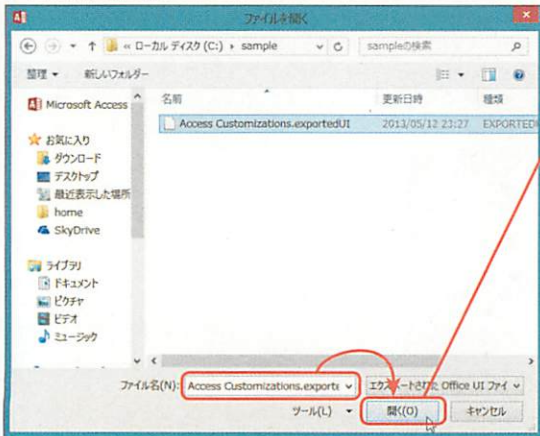 ファイルを開く
« ローカル ディスク (C:) ▸ sample
sampleの検索
整理 ▼ 新しいフォルダー
Microsoft Access
お気に入り
ダウンロード
デスクトップ
最近表示した場所
home
SkyDrive
ライブラリ
ドキュメント
ピクチャ
ビデオ
ミュージック
名前 更新日時 種類
Access Customizations.exportedUI 2013/05/12 23:27 EXPORTED
ファイル名(N): Access Customizations.exporte
エクスポートされた Office UI ファイ
ツール(L) ▼ 開く(O) キャンセル